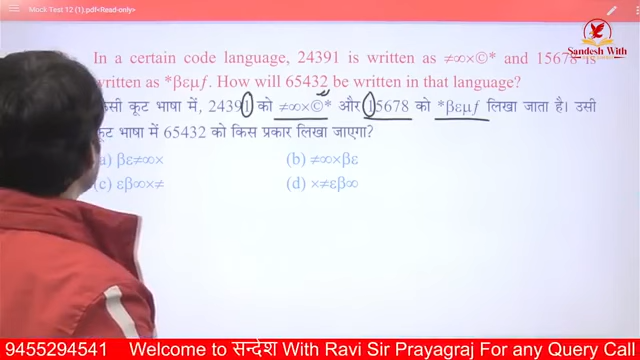 Mock Test 12 (1).pdf<Read-only>
Sandesh With
In a certain code language, 24391 is written as ≠∞×©* and 15678 is
written as *βεμƒ. How will 65432 be written in that language?
कूट भाषा में, 24391 को ≠∞×©* और 15678 को *βεμƒ लिखा जाता है। उसी
भाषा में 65432 को किस प्रकार लिखा जाएगा?
a) βε≠∞× (b) ≠∞×βε
(c) εβ∞×≠ (d) ×≠εβ∞
9455294541 Welcome to सन्देश With Ravi Sir Prayagraj For any Query Call